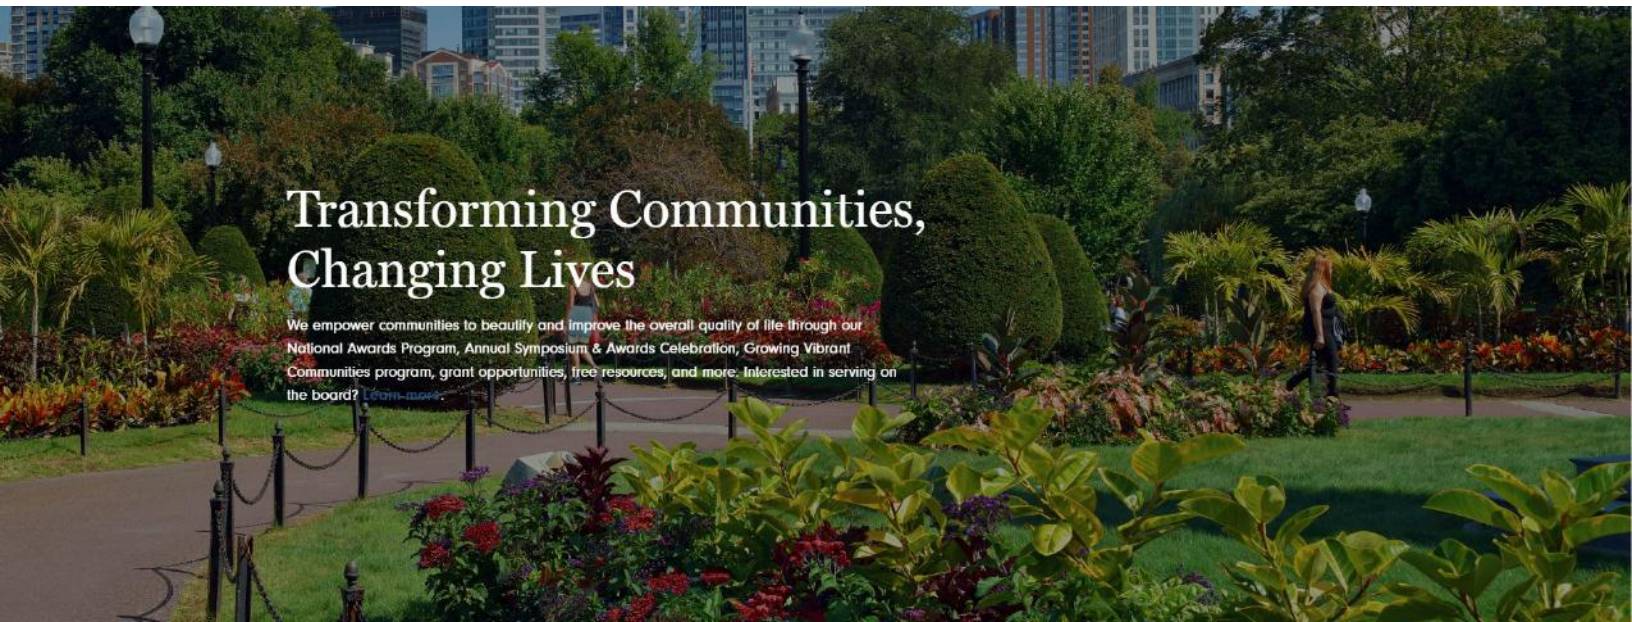 Transforming Communities,
Changing Lives
We empower communities to beautify and improve the overall quality of life through our
National Awards Program, Annual Symposium & Awards Celebration, Growing Vibrant
Communities program, grant opportunities, free resources, and more. Interested in serving on
the board? Learn more.